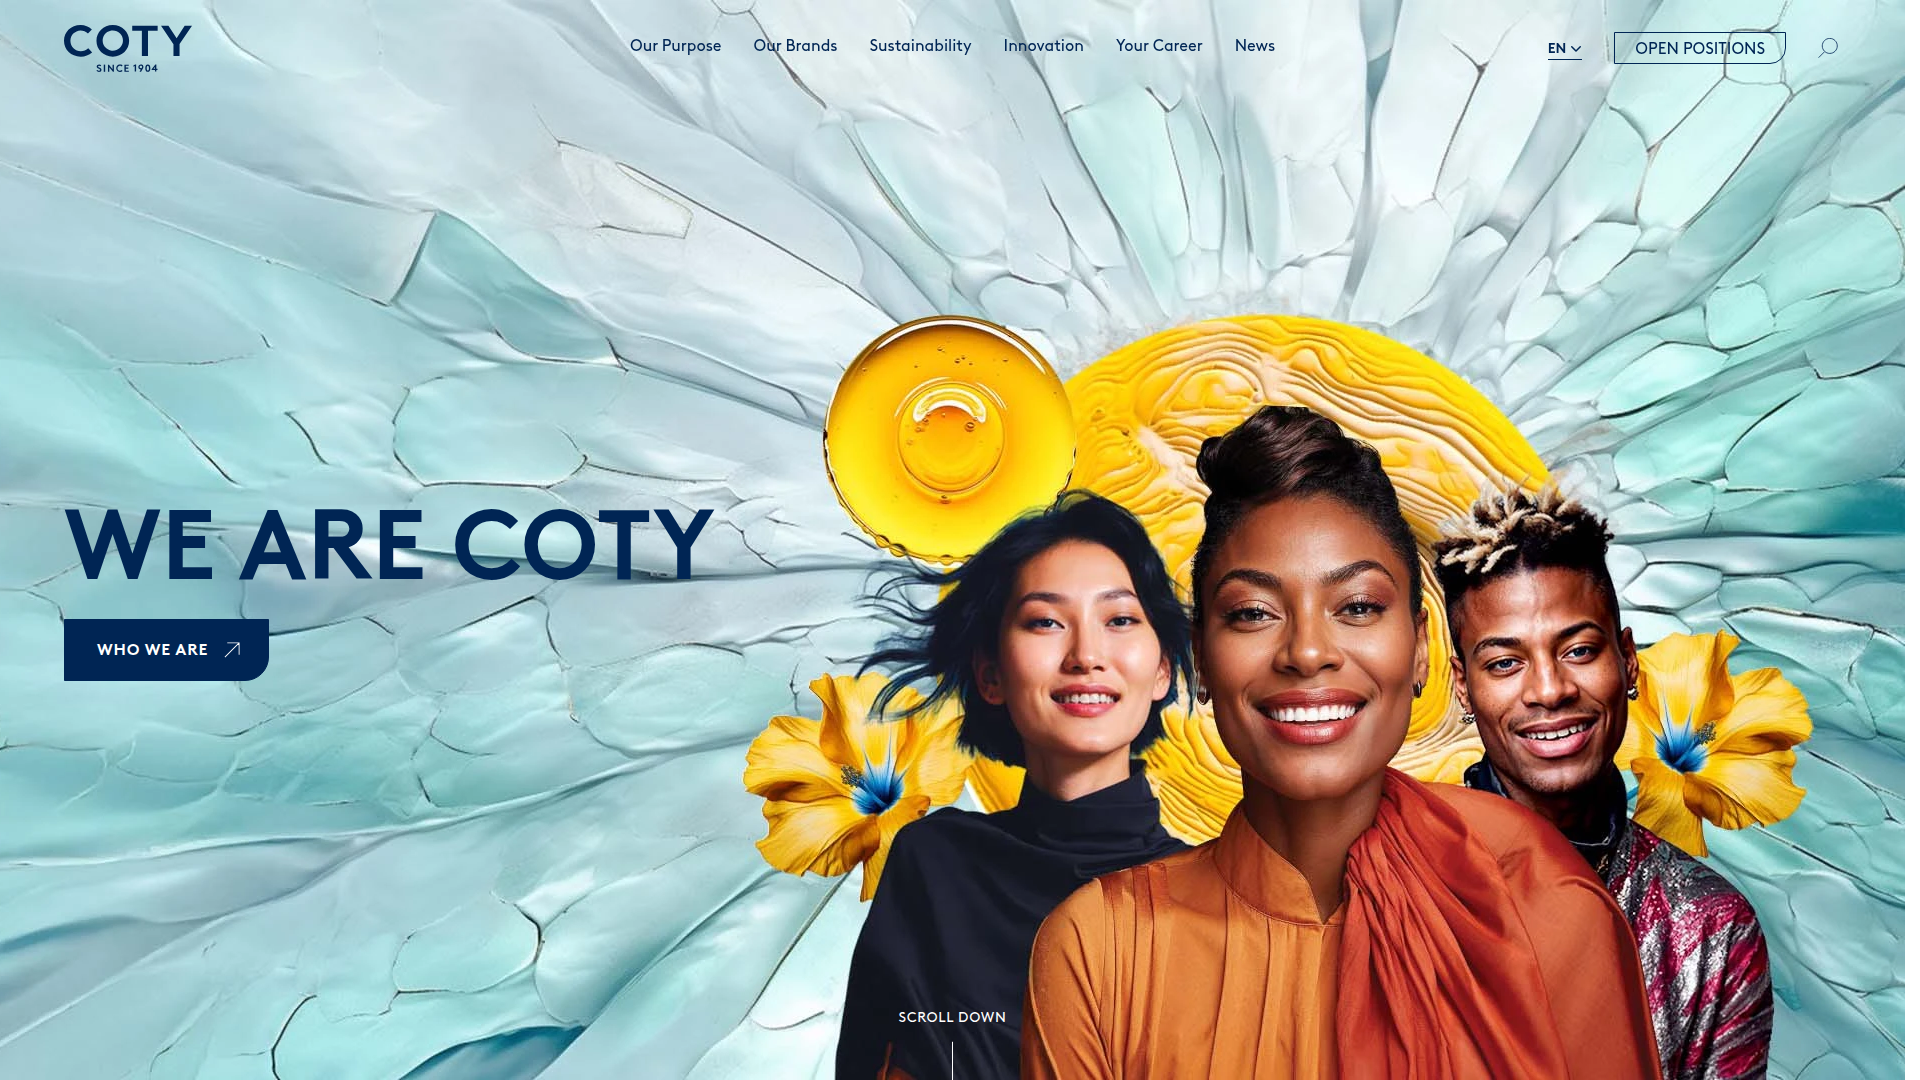 COTY
SINCE 1904
Our Purpose
Our Brands
Sustainability
Innovation
Your Career
News
EN
OPEN POSITIONS
WE ARE COTY
WHO WE ARE
SCROLL DOWN